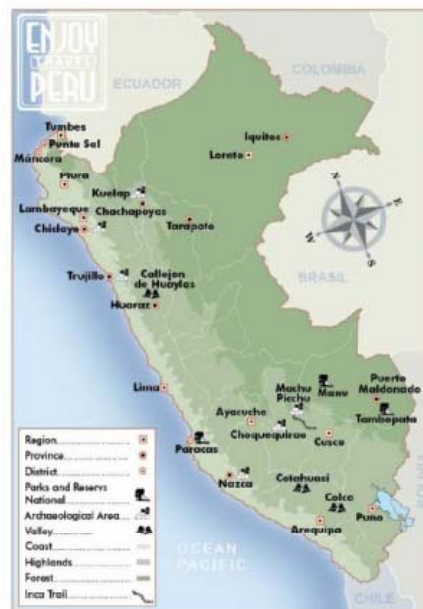 ENJOY
TRAVEL
PERU
ECUADOR
COLOMBIA
Tumbes
Punta Sal
Máncora
Piura
Iquitos
Loreto
Kuelap
Chachapoyas
Lambayeque
Chiclayo
Tarapoto
N
E
W
S
BRASIL
Trujillo
Callejon
de Huaylas
Huaraz
Lima
Machu
Picchu
Manu
Puerto
Maldonado
Tambopata
Ayacucho
Choquequirao
Cusco
Paracas
Nazca
Cotahuasi
Colca
Puno
Arequipa
OCEAN
PACIFIC
CHILE
Region
Province
District
Parks and Reservs
National
Archaeological Area
Valley
Coast
Highlands
Forest
Inca Trail